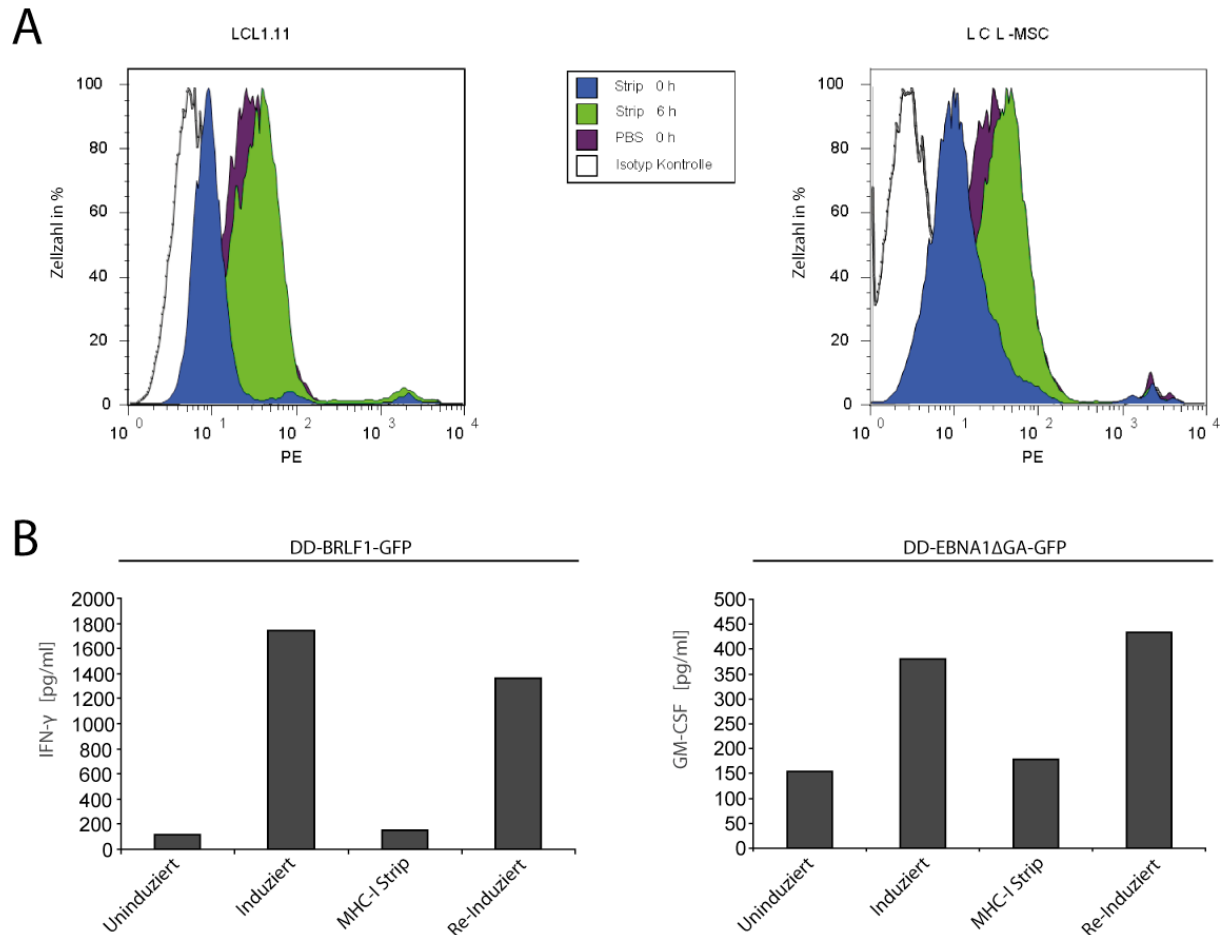 A
LCL1.11
L C L -MSC
Zellzahl in %
100
80
60
40
20
0
10 0
10 1
10 2
10 3
10 4
PE
Strip 0 h
Strip 6 h
PBS 0 h
Isotyp Kontrolle
Zellzahl in %
100
80
60
40
20
0
10 0
10 1
10 2
10 3
10 4
PE
B
DD-BRLF1-GFP
IFN-γ [pg/ml]
2000
1800
1600
1400
1200
1000
800
600
400
200
0
Uninduziert
Induziert
MHC-I Strip
Re-Induziert
DD-EBNA1ΔGA-GFP
GM-CSF [pg/ml]
500
450
400
350
300
250
200
150
100
50
0
Uninduziert
Induziert
MHC-I Strip
Re-Induziert